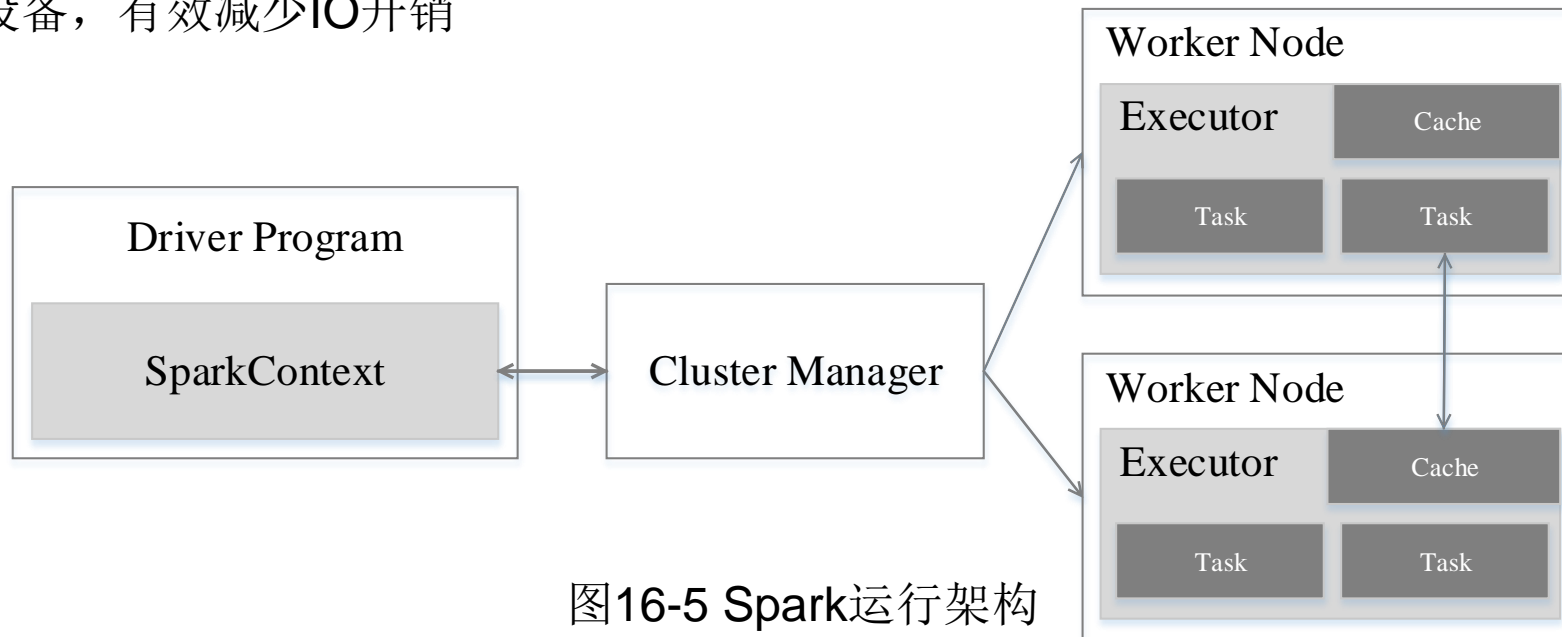 设备，有效减少IO开销
Driver Program
SparkContext
Cluster Manager
Worker Node
Executor
Cache
Task
Task
Worker Node
Executor
Cache
Task
Task
图16-5 Spark运行架构